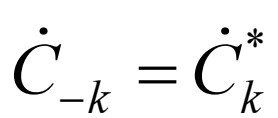 Ċ₋ₖ = Ċₖ*